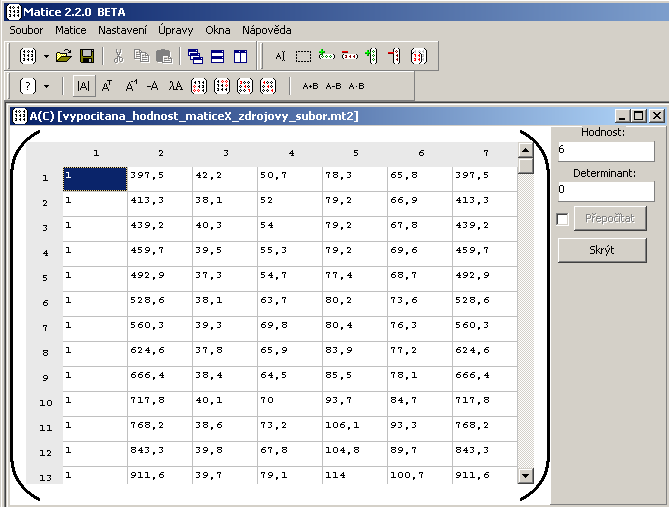 Matice 2.2.0 BETA
Soubor Matice Nastavení Úpravy Okna Nápověda
AI
? |A| Aᵀ A⁻¹ -A λA A+B A-B A·B
A(C) [vypocitana_hodnost_maticeX_zdrojovy_subor.mt2]
Hodnost:
6
Determinant:
0
Přepočítat
Skrýt
1 2 3 4 5 6 7
1 1 397,5 42,2 50,7 78,3 65,8 397,5
2 1 413,3 38,1 52 79,2 66,9 413,3
3 1 439,2 40,3 54 79,2 67,8 439,2
4 1 459,7 39,5 55,3 79,2 69,6 459,7
5 1 492,9 37,3 54,7 77,4 68,7 492,9
6 1 528,6 38,1 63,7 80,2 73,6 528,6
7 1 560,3 39,3 69,8 80,4 76,3 560,3
8 1 624,6 37,8 65,9 83,9 77,2 624,6
9 1 666,4 38,4 64,5 85,5 78,1 666,4
10 1 717,8 40,1 70 93,7 84,7 717,8
11 1 768,2 38,6 73,2 106,1 93,3 768,2
12 1 843,3 39,8 67,8 104,8 89,7 843,3
13 1 911,6 39,7 79,1 114 100,7 911,6